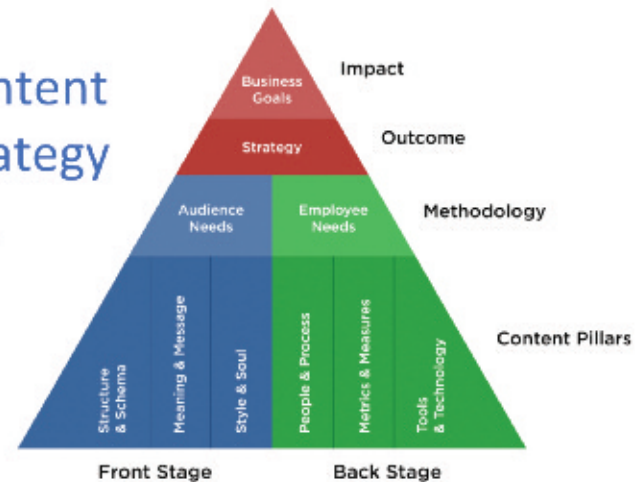 ntent
ategy
Impact
Business
Goals
Outcome
Strategy
Methodology
Audience
Needs
Employee
Needs
Content Pillars
Structure
& Schema
Meaning & Message
Style & Soul
People & Process
Metrics & Measures
Tools
& Technology
Front Stage
Back Stage